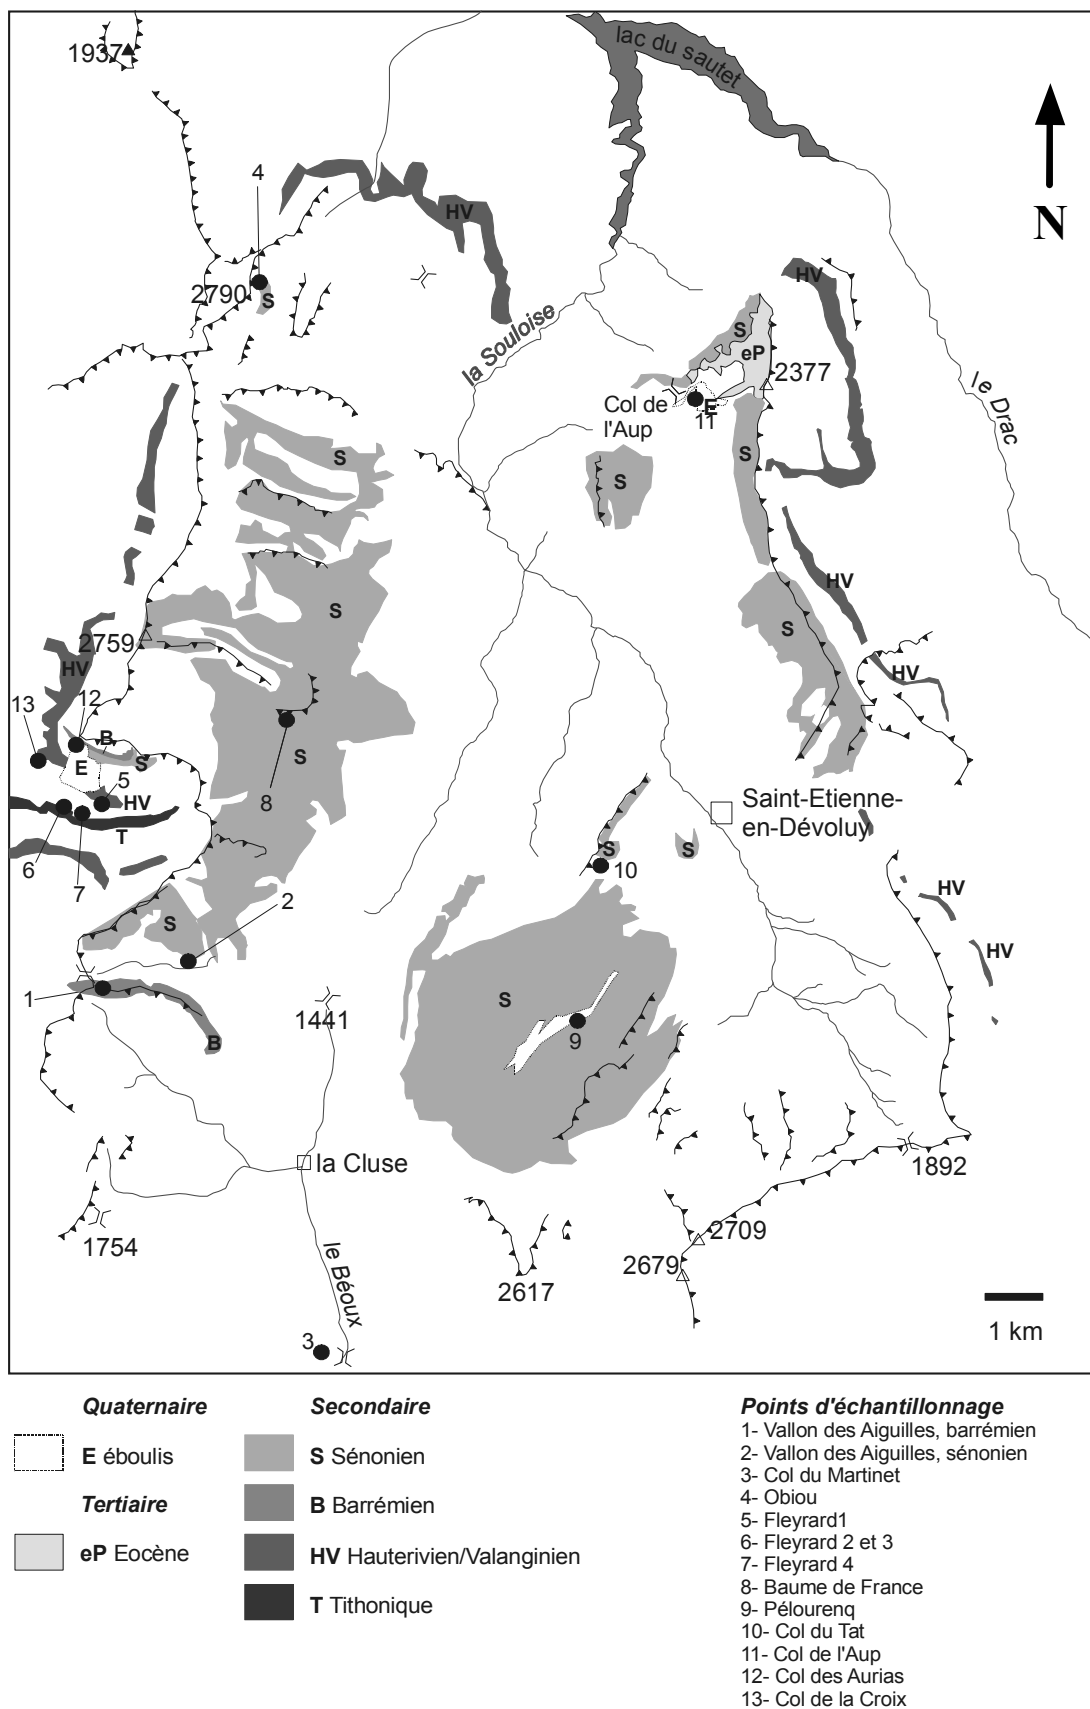 1937
lac du sautet
4
HV
N
2790
S
HV
la Souloise
S
eP
2377
le Drac
Col de
l'Aup
E
11
S
S
S
HV
S
S
2759
HV
HV
13
12
B
S
E
S
5
HV
8
Saint-Etienne-
en-Dévoluy
T
S
S
6
7
10
2
HV
S
HV
1
S
1441
9
B
la Cluse
1892
1754
2709
le Béoux
2679
2617
3
1 km
Quaternaire
E éboulis
Tertiaire
eP Eocène
Secondaire
S Sénonien
B Barrémien
HV Hauterivien/Valanginien
T Tithonique
Points d'échantillonnage
1- Vallon des Aiguilles, barrémien
2- Vallon des Aiguilles, sénonien
3- Col du Martinet
4- Obiou
5- Fleyrard1
6- Fleyrard 2 et 3
7- Fleyrard 4
8- Baume de France
9- Pélourenq
10- Col du Tat
11- Col de l'Aup
12- Col des Aurias
13- Col de la Croix